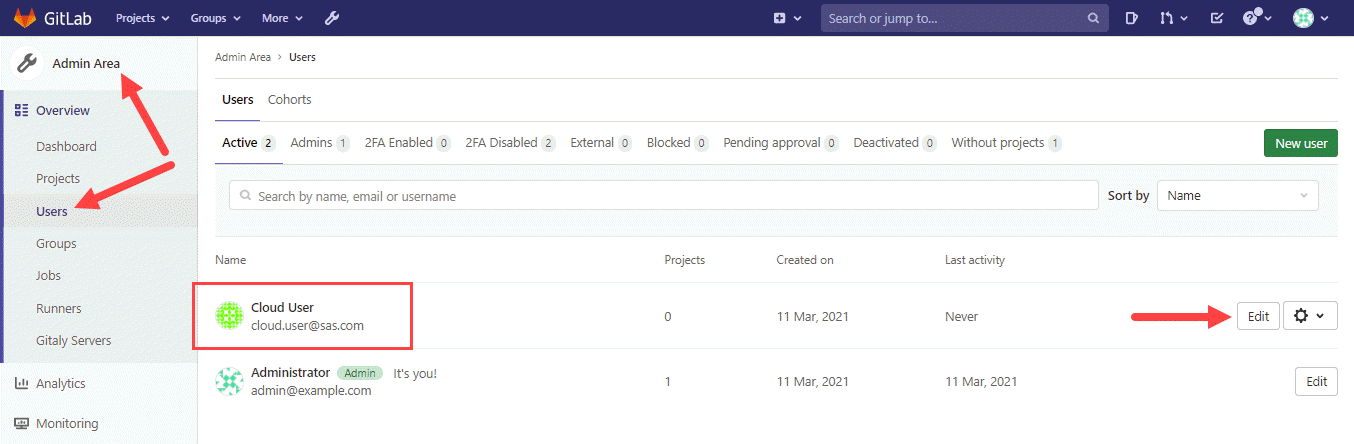 GitLab Projects Groups More Search or jump to...
Admin Area
Overview
Dashboard
Projects
Users
Groups
Jobs
Runners
Gitaly Servers
Analytics
Monitoring
Admin Area › Users
Users Cohorts
Active 2 Admins 1 2FA Enabled 0 2FA Disabled 2 External 0 Blocked 0 Pending approval 0 Deactivated 0 Without projects 1 New user
Search by name, email or username Sort by Name
Name Projects Created on Last activity
Cloud User
cloud.user@sas.com 0 11 Mar, 2021 Never Edit
Administrator Admin It's you!
admin@example.com 1 11 Mar, 2021 11 Mar, 2021 Edit